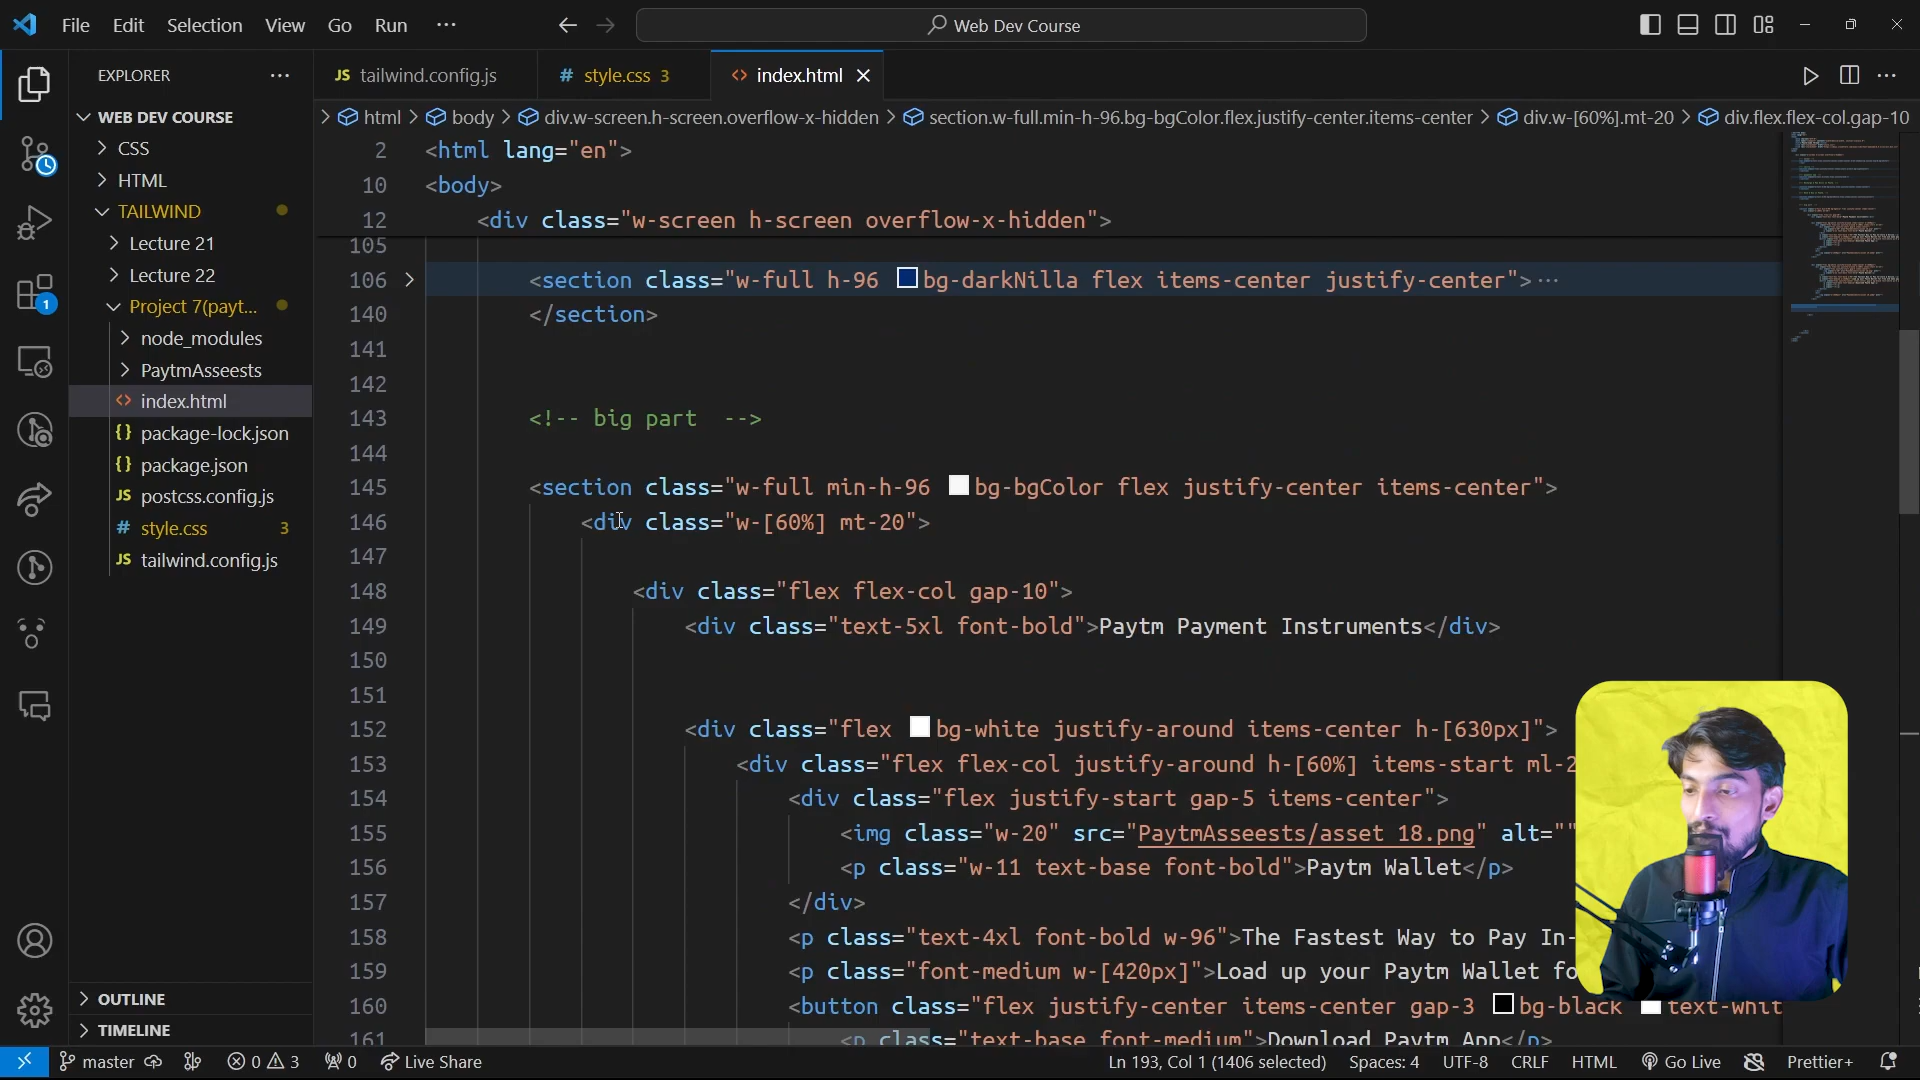 File Edit Selection View Go Run ··· Web Dev Course
EXPLORER ···
WEB DEV COURSE
CSS
HTML
TAILWIND
Lecture 21
Lecture 22
Project 7(payt...
node_modules
PaytmAsseests
<> index.html
{} package-lock.json
{} package.json
JS postcss.config.js
# style.css 3
JS tailwind.config.js
OUTLINE
TIMELINE
JS tailwind.config.js # style.css 3 <> index.html
html > body > div.w-screen.h-screen.overflow-x-hidden > section.w-full.min-h-96.bg-bgColor.flex.justify-center.items-center > div.w-[60%].mt-20 > div.flex.flex-col.gap-10
2 <html lang="en">
10 <body>
12 <div class="w-screen h-screen overflow-x-hidden">
105
106 <section class="w-full h-96 bg-darkNilla flex items-center justify-center">···
140 </section>
141
142
143 <!-- big part -->
144
145 <section class="w-full min-h-96 bg-bgColor flex justify-center items-center">
146 <div class="w-[60%] mt-20">
147
148 <div class="flex flex-col gap-10">
149 <div class="text-5xl font-bold">Paytm Payment Instruments</div>
150
151
152 <div class="flex bg-white justify-around items-center h-[630px]">
153 <div class="flex flex-col justify-around h-[60%] items-start ml-2
154 <div class="flex justify-start gap-5 items-center">
155 <img class="w-20" src="PaytmAsseests/asset 18.png" alt=""
156 <p class="w-11 text-base font-bold">Paytm Wallet</p>
157 </div>
158 <p class="text-4xl font-bold w-96">The Fastest Way to Pay In-
159 <p class="font-medium w-[420px]">Load up your Paytm Wallet fo
160 <button class="flex justify-center items-center gap-3 bg-black text-whit
161 <p class="text-base font-medium">Download Paytm App</p>
1
master 0 3 0 Live Share Ln 193, Col 1 (1406 selected) Spaces: 4 UTF-8 CRLF HTML Go Live Prettier+